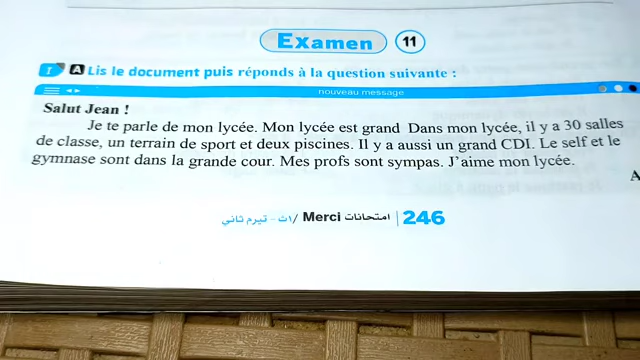 Examen 11
I A Lis le document puis réponds à la question suivante :
nouveau message
Salut Jean !
Je te parle de mon lycée. Mon lycée est grand Dans mon lycée, il y a 30 salles
de classe, un terrain de sport et deux piscines. Il y a aussi un grand CDI. Le self et le
gymnase sont dans la grande cour. Mes profs sont sympas. J'aime mon lycée.
A
246 | امتحانات Merci /١ث - تيرم ثاني